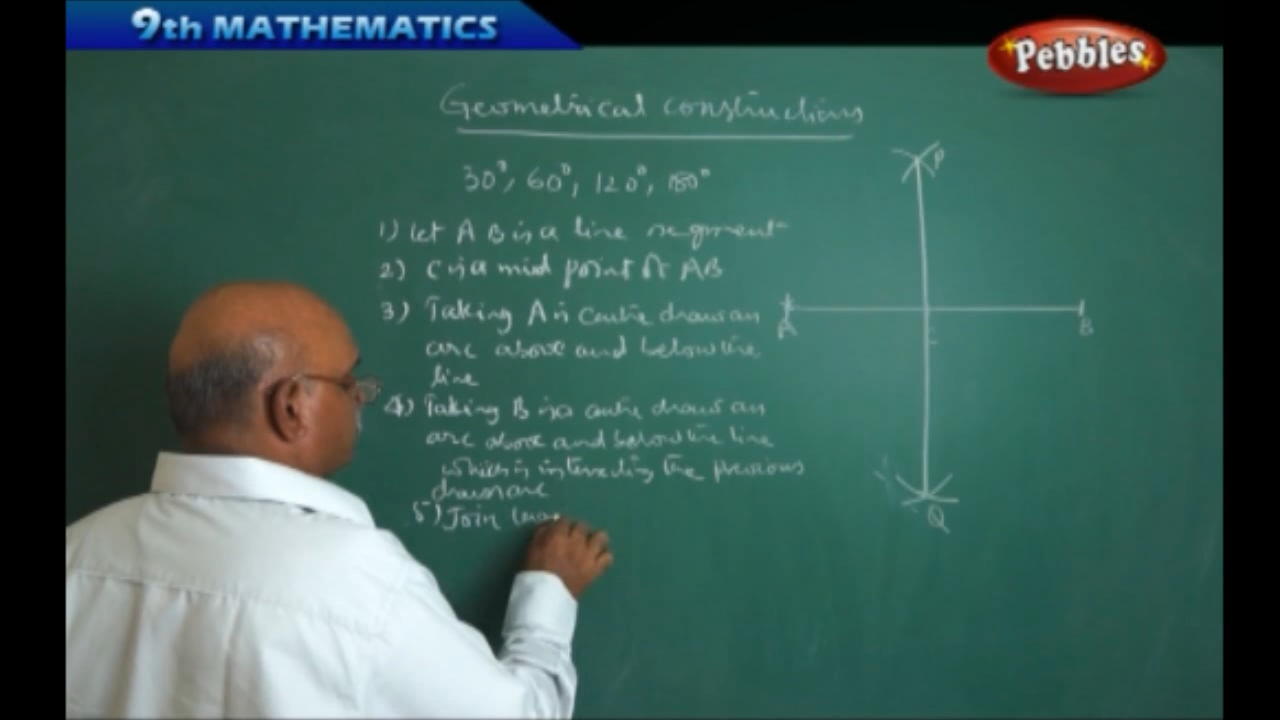 9th MATHEMATICS
Pebbles
Geometrical constructions
30°, 60°, 120°, 180°
1) Let A B is a line segment
2) C is a mid point of AB
3) Taking A is centre draw an
arc above and below the
line
4) Taking B is a centre draw an
arc above and below the line
which is intersecting the previous
drawn arc
5) Join
P
A
B
C
Q